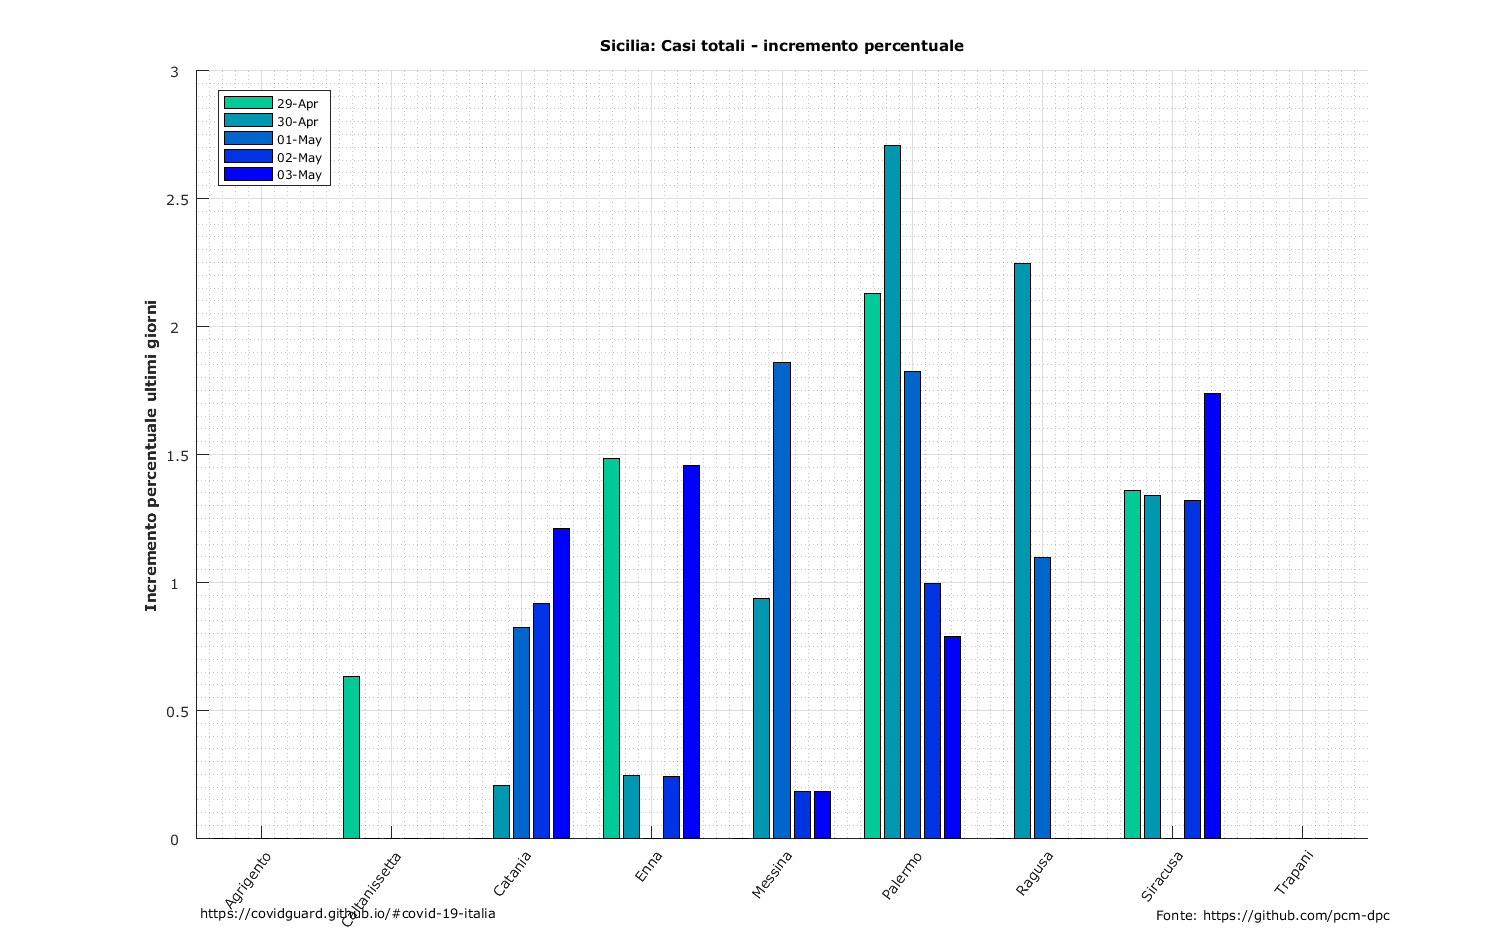 Sicilia: Casi totali - incremento percentuale
3
2.5
2
1.5
1
0.5
0
29-Apr
30-Apr
01-May
02-May
03-May
Incremento percentuale ultimi giorni
Agrigento
Caltanissetta
Catania
Enna
Messina
Palermo
Ragusa
Siracusa
Trapani
https://covidguard.github.io/#covid-19-italia
Fonte: https://github.com/pcm-dpc